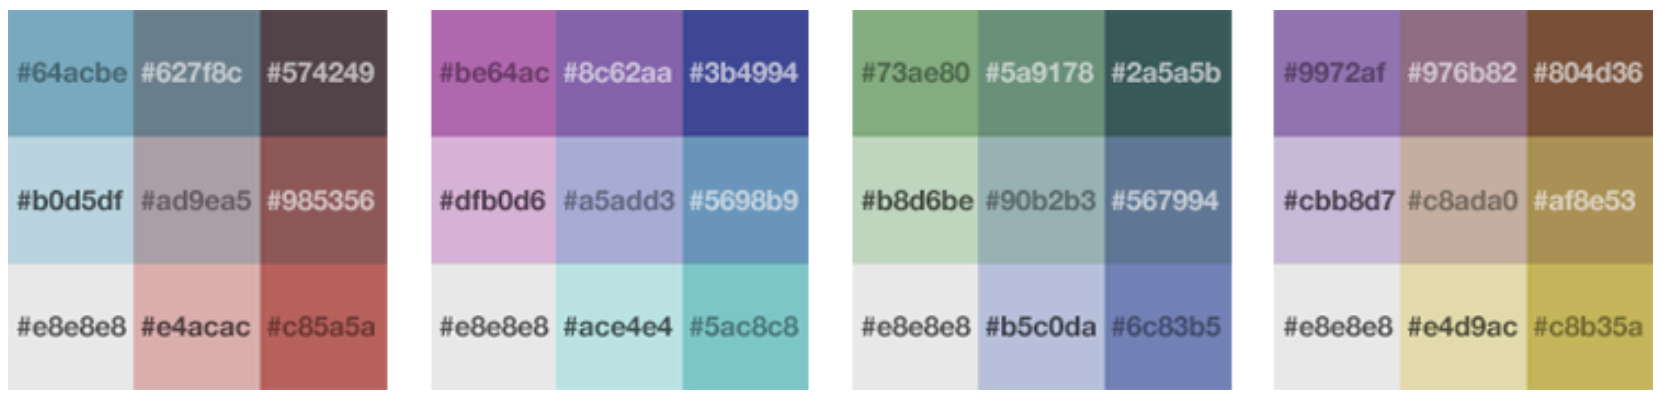 #64acbe #627f8c #574249 #be64ac #8c62aa #3b4994 #73ae80 #5a9178 #2a5a5b #9972af #976b82 #804d36
#b0d5df #ad9ea5 #985356 #dfb0d6 #a5add3 #5698b9 #b8d6be #90b2b3 #567994 #cbb8d7 #c8ada0 #af8e53
#e8e8e8 #e4acac #c85a5a #e8e8e8 #ace4e4 #5ac8c8 #e8e8e8 #b5c0da #6c83b5 #e8e8e8 #e4d9ac #c8b35a